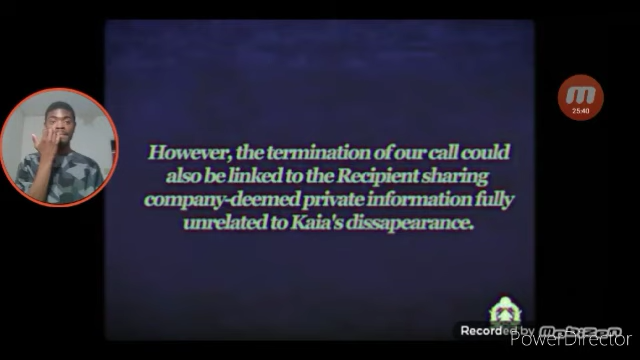 However, the termination of our call could
also be linked to the Recipient sharing
company-deemed private information fully
unrelated to Kaia's dissapearance.
25:40
Recorded by
PowerDirector